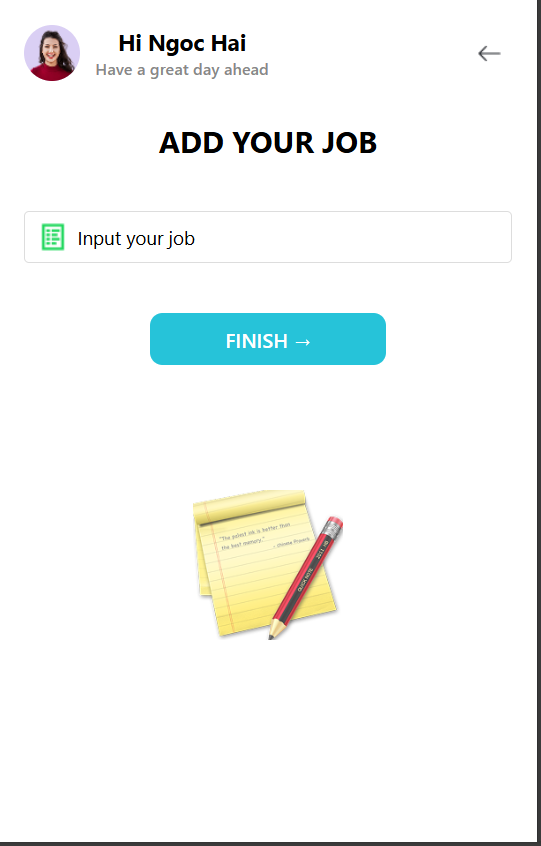 Hi Ngoc Hai
Have a great day ahead
←
ADD YOUR JOB
Input your job
FINISH →
"The palest ink is better than
the best memory."
- Chinese Proverb